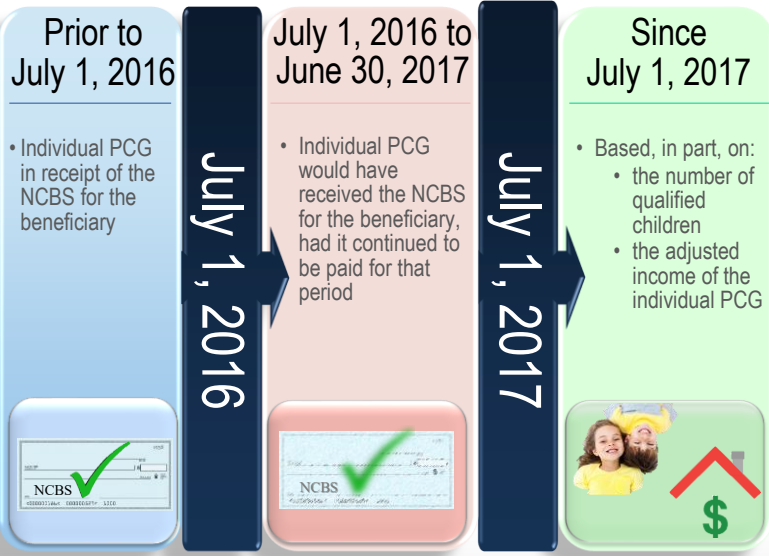 Prior to
July 1, 2016
• Individual PCG
in receipt of the
NCBS for the
beneficiary
NCBS
July 1, 2016
July 1, 2016 to
June 30, 2017
• Individual PCG
would have
received the NCBS
for the beneficiary,
had it continued to
be paid for that
period
NCBS
July 1, 2017
Since
July 1, 2017
• Based, in part, on:
• the number of
qualified
children
• the adjusted
income of the
individual PCG
$